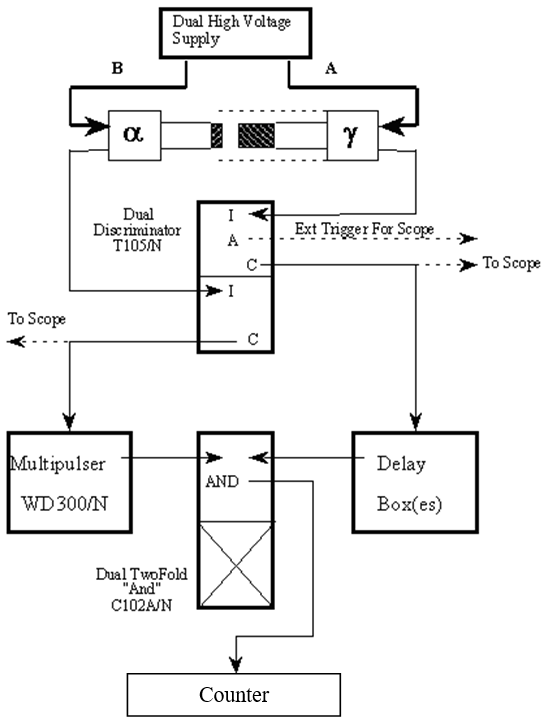 Dual High Voltage
Supply
B
A
α
γ
Dual
Discriminator
T105/N
I
A
Ext Trigger For Scope
C
To Scope
I
To Scope
C
Multipulser
WD300/N
AND
Delay
Box(es)
Dual TwoFold
"And"
C102A/N
Counter